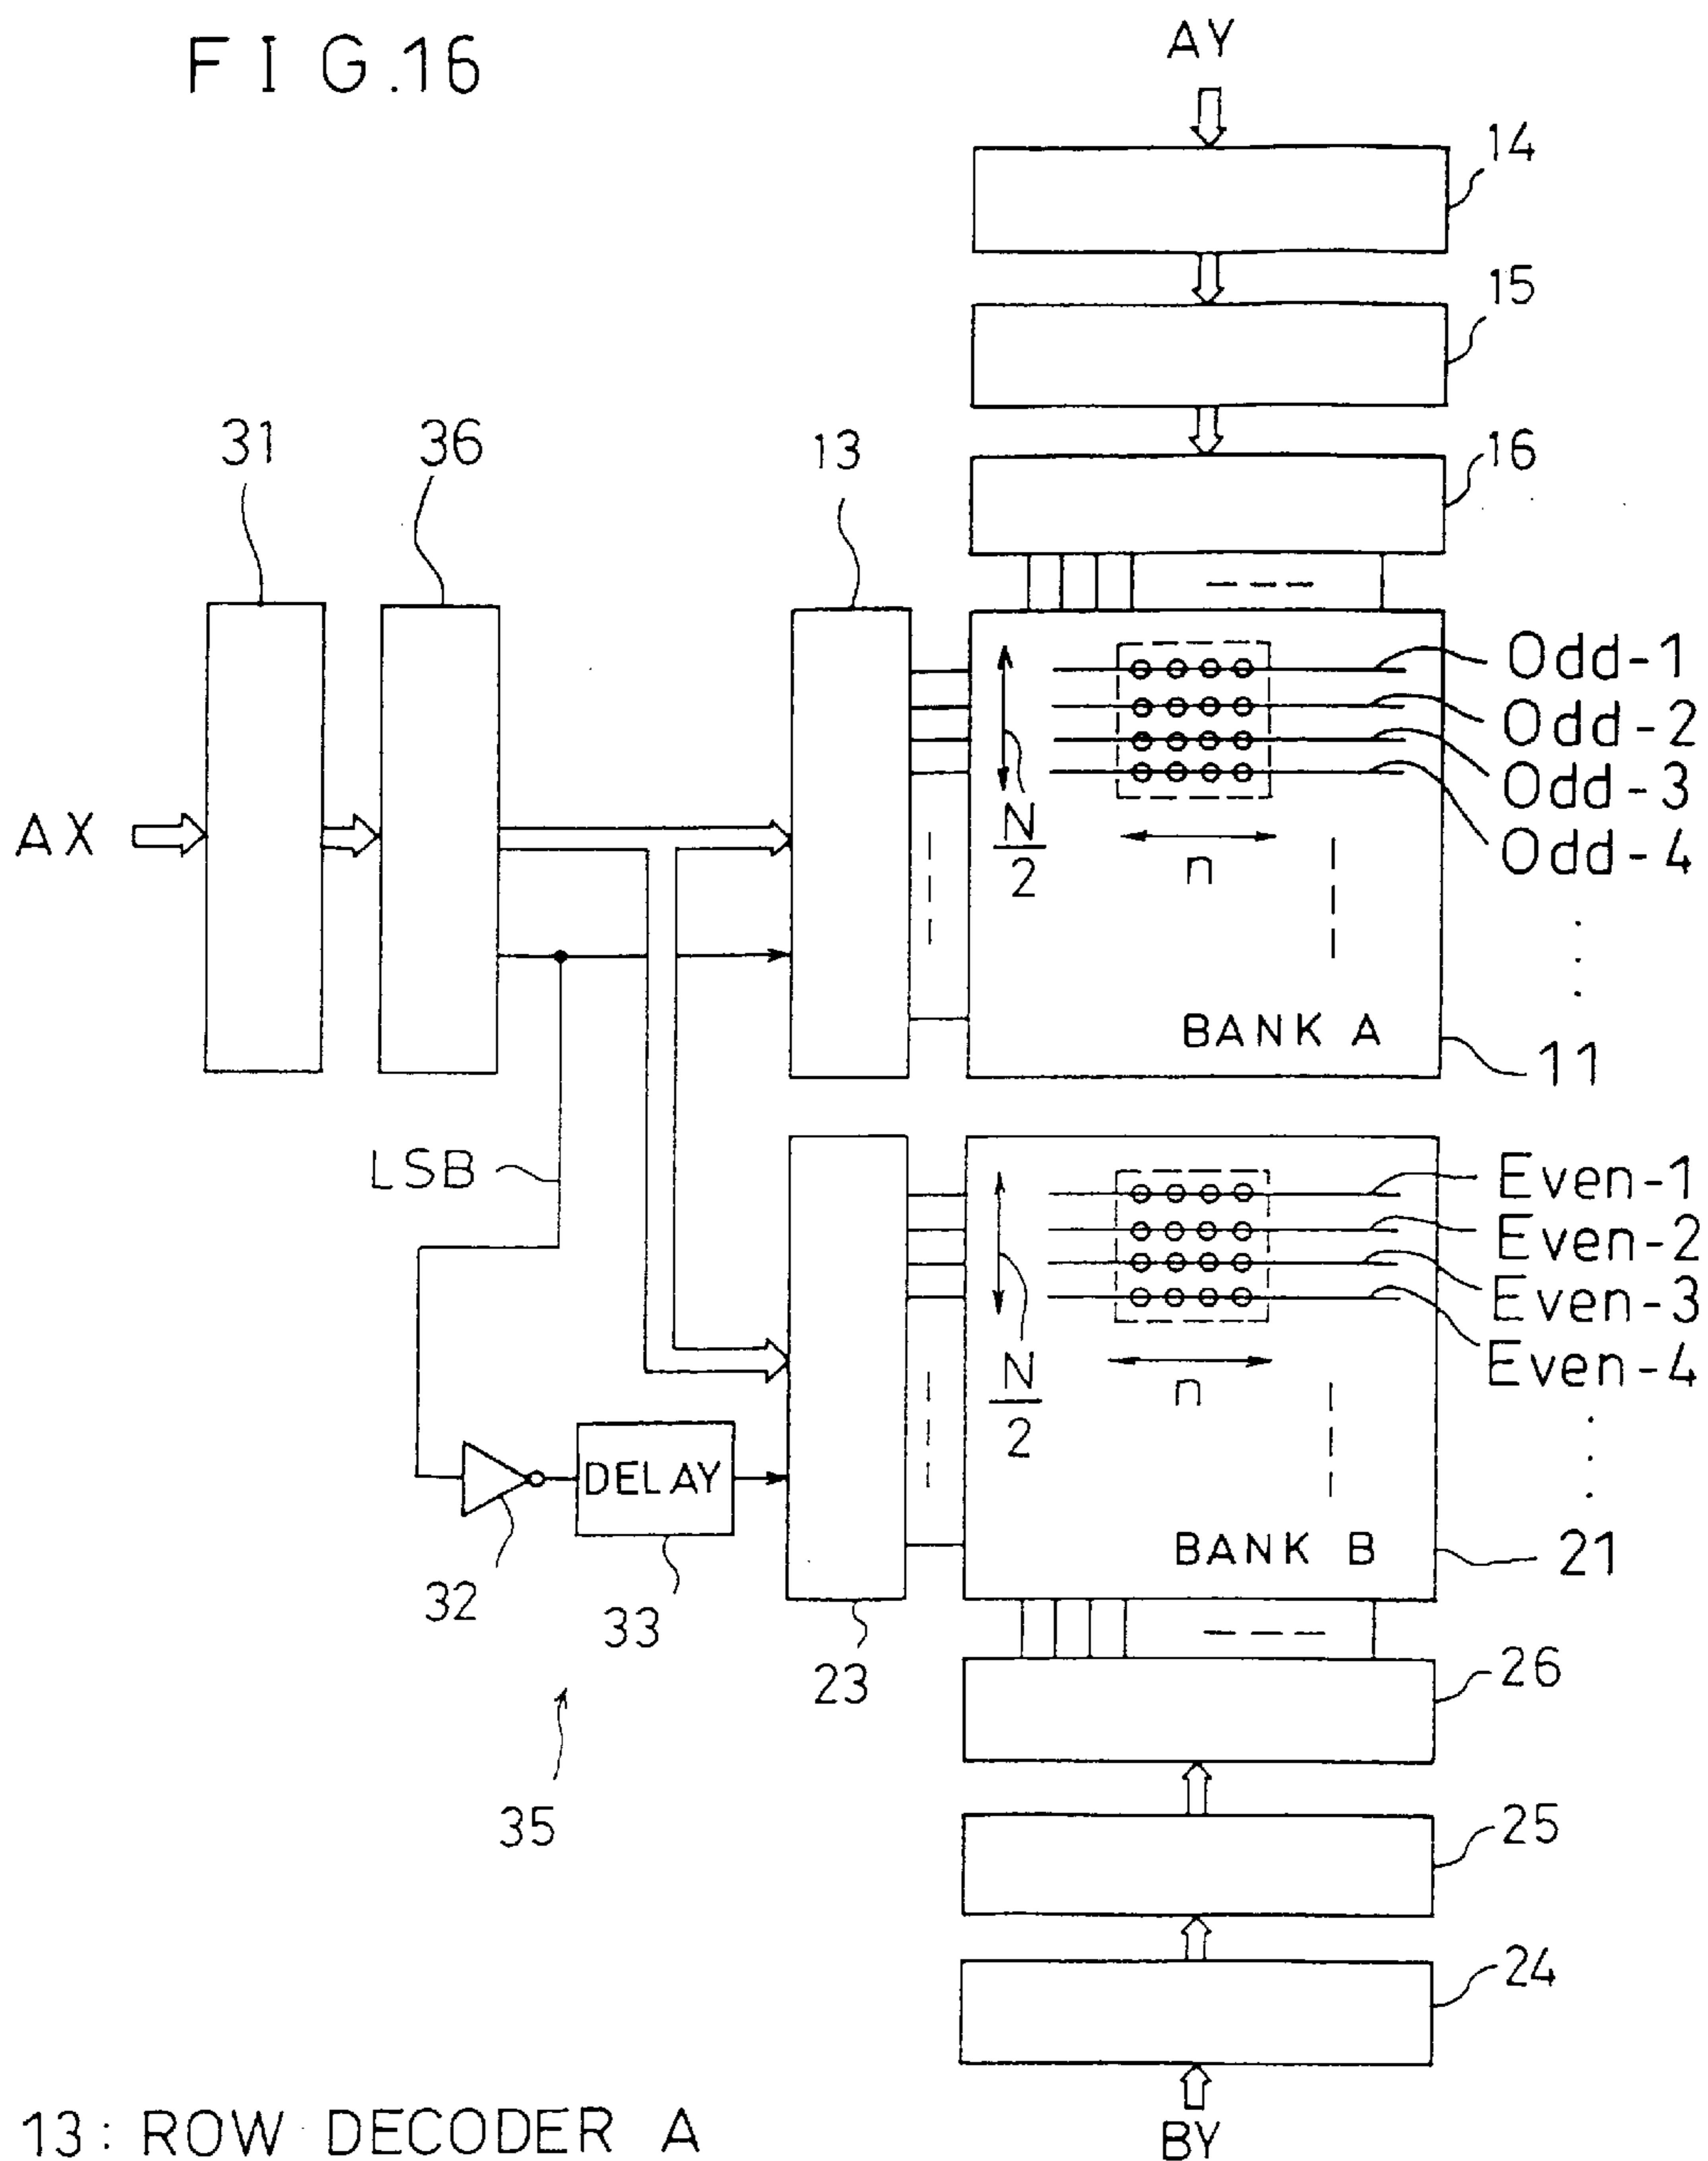 FIG.16
AY
14
15
31
36
13
16
Odd-1
Odd-2
Odd-3
Odd-4
AX
N/2
n
BANK A
11
LSB
Even-1
Even-2
Even-3
Even-4
N/2
n
DELAY
BANK B
21
32
33
23
26
35
25
24
13: ROW DECODER A
BY